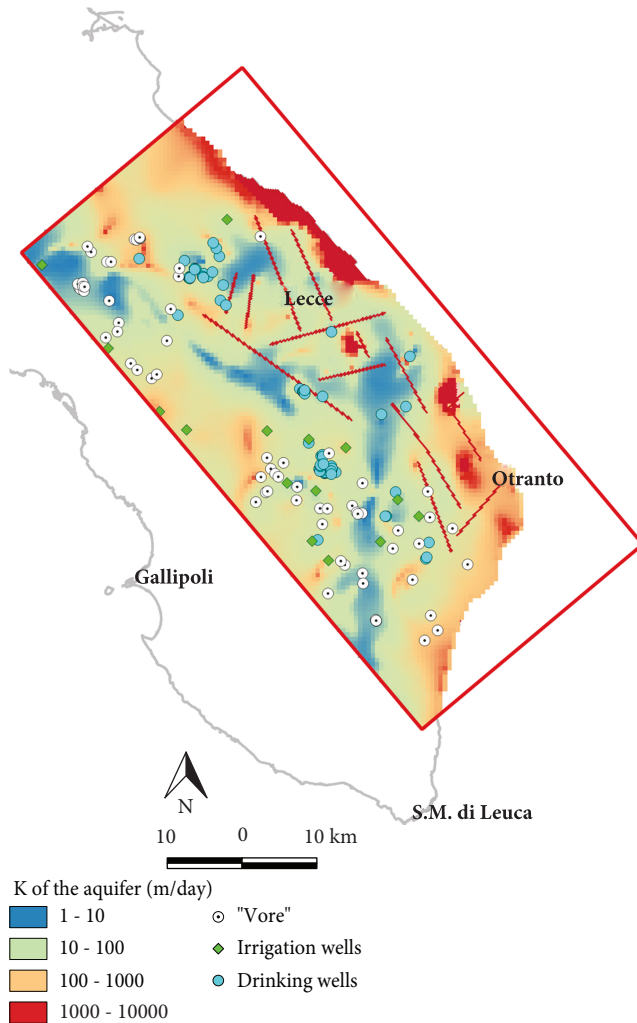 Lecce
Otranto
Gallipoli
N
S.M. di Leuca
10 0 10 km
K of the aquifer (m/day)
1 - 10
10 - 100
100 - 1000
1000 - 10000
"Vore"
Irrigation wells
Drinking wells